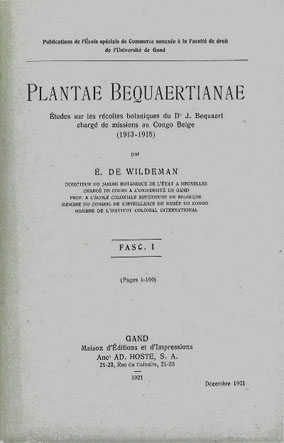 Publications de l'École spéciale de Commerce annexée à la Faculté de droit
de l'Université de Gand
PLANTAE BEQUAERTIANAE
Études sur les récoltes botaniques du Dr J. Bequaert
chargé de missions au Congo Belge
(1913-1915)
par
É. DE WILDEMAN
DIRECTEUR DU JARDIN BOTANIQUE DE L'ÉTAT A BRUXELLES
CHARGÉ DE COURS A L'UNIVERSITÉ DE GAND
PROF. A L'ÉCOLE COLONIALE SUPÉRIEURE DE BELGIQUE
MEMBRE DU CONSEIL DE SURVEILLANCE DU MUSÉE DU CONGO
MEMBRE DE L'INSTITUT COLONIAL INTERNATIONAL
FASC. I
(Pages 1-160)
GAND
Maison d'Éditions et d'Impressions
Anct AD. HOSTE, S. A.
21-23, Rue du Calvaire, 21-23
1921
Décembre 1921